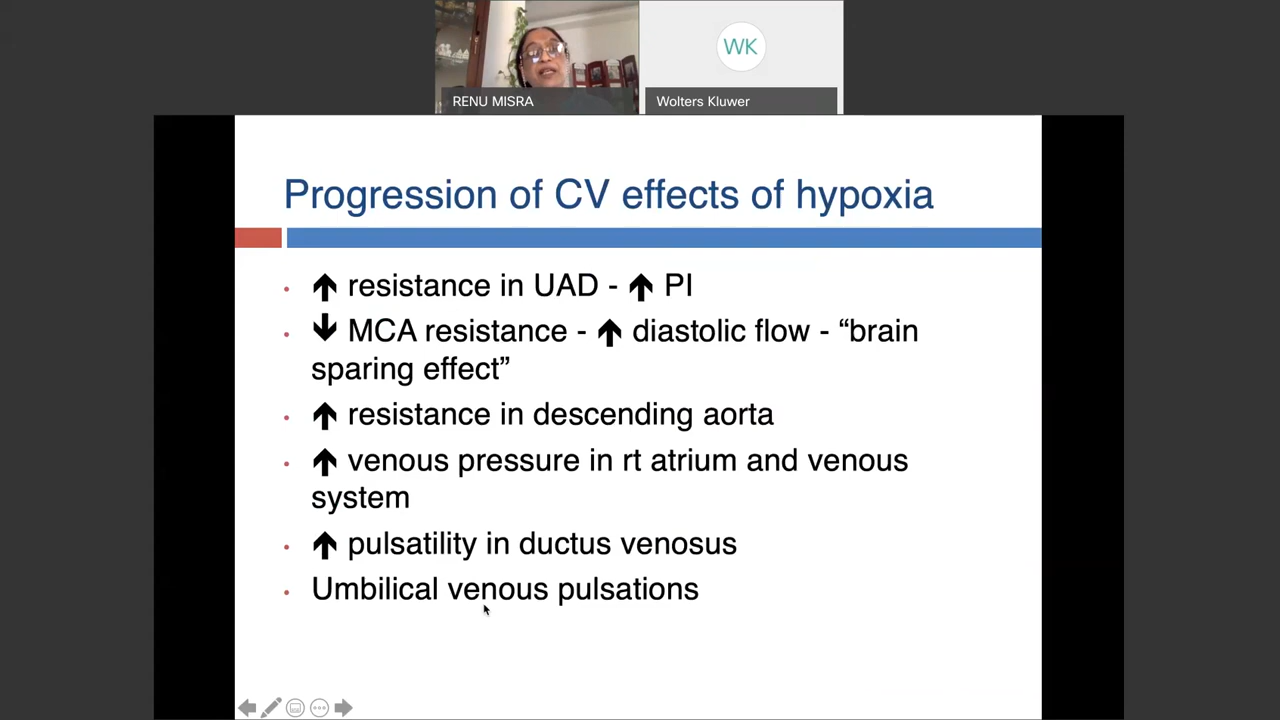 WK
RENU MISRA
Wolters Kluwer
Progression of CV effects of hypoxia
• ↑ resistance in UAD - ↑ PI
• ↓ MCA resistance - ↑ diastolic flow - “brain
sparing effect”
• ↑ resistance in descending aorta
• ↑ venous pressure in rt atrium and venous
system
• ↑ pulsatility in ductus venosus
• Umbilical venous pulsations